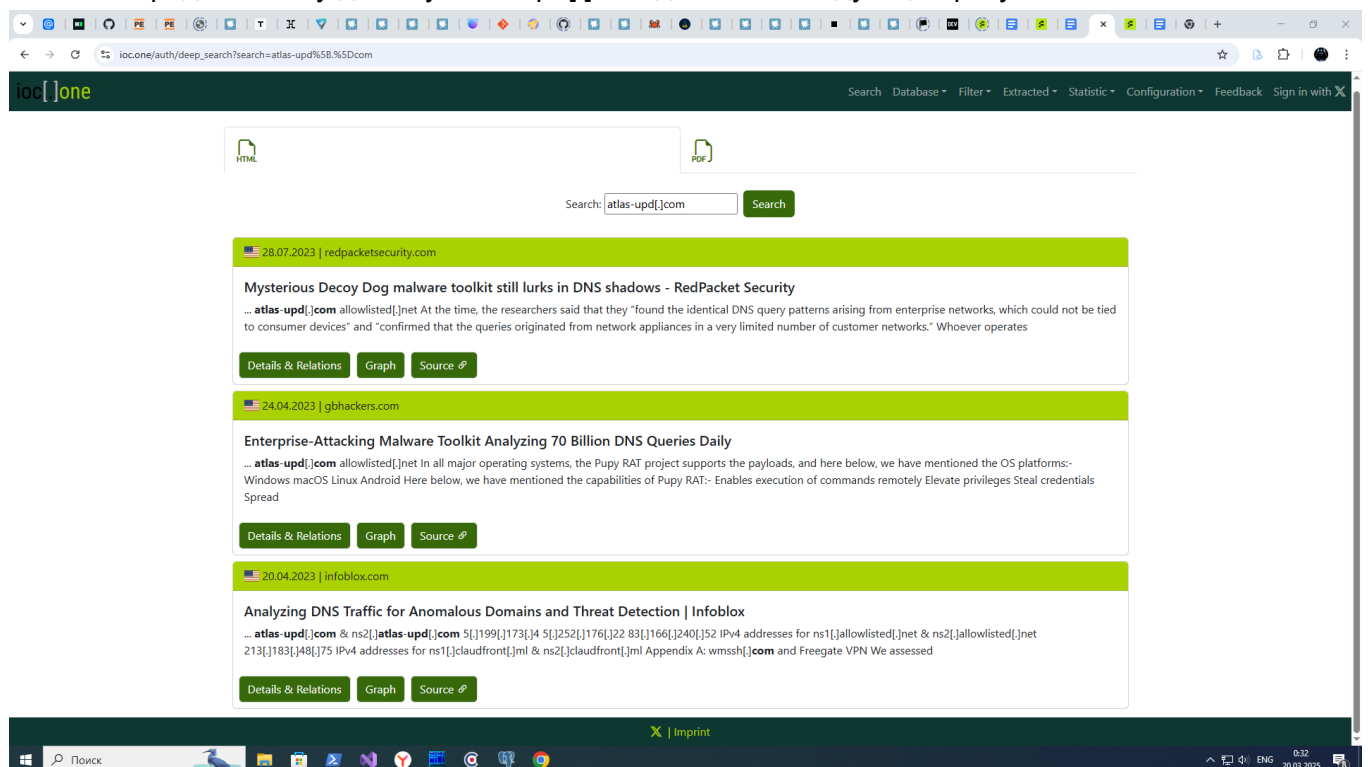 ioc.one/auth/deep_search?search=atlas-upd%5B.%5Dcom
ioc[.]one
Search Database Filter Extracted Statistic Configuration Feedback Sign in with X
HTML
PDF
Search: atlas-upd[.]com Search
28.07.2023 | redpacketsecurity.com
Mysterious Decoy Dog malware toolkit still lurks in DNS shadows - RedPacket Security
... atlas-upd[.]com allowlisted[.]net At the time, the researchers said that they "found the identical DNS query patterns arising from enterprise networks, which could not be tied
to consumer devices" and "confirmed that the queries originated from network appliances in a very limited number of customer networks." Whoever operates
Details & Relations Graph Source
24.04.2023 | gbhackers.com
Enterprise-Attacking Malware Toolkit Analyzing 70 Billion DNS Queries Daily
... atlas-upd[.]com allowlisted[.]net In all major operating systems, the Pupy RAT project supports the payloads, and here below, we have mentioned the OS platforms:-
Windows macOS Linux Android Here below, we have mentioned the capabilities of Pupy RAT:- Enables execution of commands remotely Elevate privileges Steal credentials
Spread
Details & Relations Graph Source
20.04.2023 | infoblox.com
Analyzing DNS Traffic for Anomalous Domains and Threat Detection | Infoblox
... atlas-upd[.]com & ns2[.]atlas-upd[.]com 5[.]199[.]173[.]4 5[.]252[.]176[.]22 83[.]166[.]240[.]52 IPv4 addresses for ns1[.]allowlisted[.]net & ns2[.]allowlisted[.]net
213[.]183[.]48[.]75 IPv4 addresses for ns1[.]claudfront[.]ml & ns2[.]claudfront[.]ml Appendix A: wmssh[.]com and Freegate VPN We assessed
Details & Relations Graph Source
X | Imprint
Поиск
ENG
0:32
20.03.2025